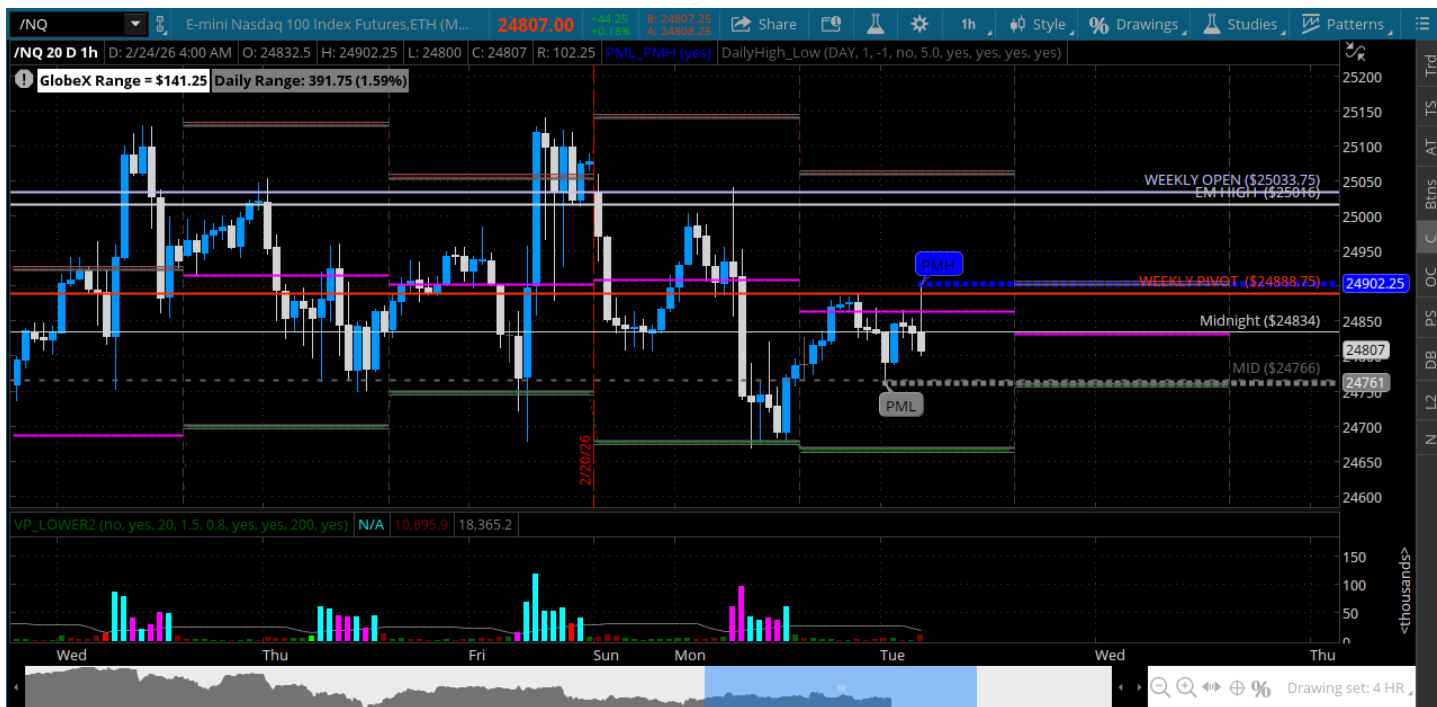 /NQ E-mini Nasdaq 100 Index Futures,ETH (M... 24807.00 +44.25 +0.18% B: 24807.25 A: 24808.25 Share 1h Style % Drawings Studies Patterns
/NQ 20 D 1h D: 2/24/26 4:00 AM O: 24832.5 H: 24902.25 L: 24800 C: 24807 R: 102.25 PML_PMH (yes) DailyHigh_Low (DAY, 1, -1, no, 5.0, yes, yes, yes, yes)
GlobeX Range = $141.25 Daily Range: 391.75 (1.59%)
25200
25150
25100
25050
25000
24950
24902.25
24850
24807
24761
24750
24700
24650
24600
WEEKLY OPEN ($25033.75)
EM HIGH ($25016)
PMH
WEEKLY PIVOT ($24888.75)
Midnight ($24834)
MID ($24766)
PML
2/20/26
VP_LOWER2 (no, yes, 20, 1.5, 0.8, yes, yes, 200, yes) N/A 10,695.9 18,365.2
150
100
50
0
<thousands>
Wed Thu Fri Sun Mon Tue Wed Thu
Drawing set: 4 HR
Trd
TS
AT
Btns
C
OC
PS
DB
L2
N